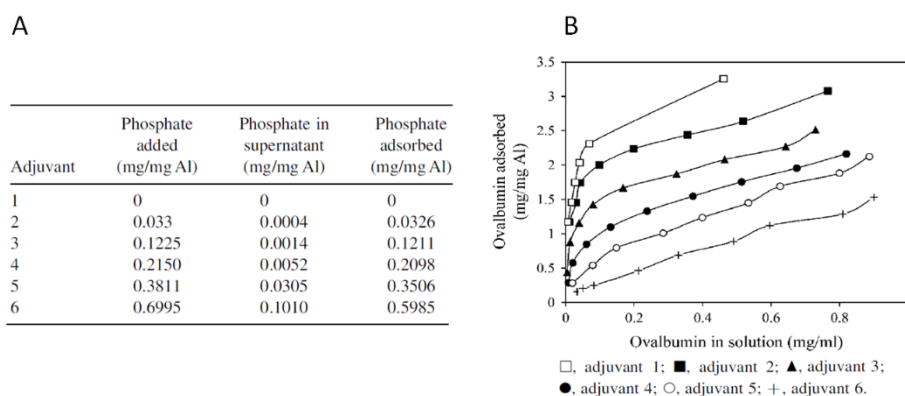 A
B
Phosphate added (mg/mg Al) Phosphate in supernatant (mg/mg Al) Phosphate adsorbed (mg/mg Al)
Adjuvant
1 0 0 0
2 0.033 0.0004 0.0326
3 0.1225 0.0014 0.1211
4 0.2150 0.0052 0.2098
5 0.3811 0.0305 0.3506
6 0.6995 0.1010 0.5985
Ovalbumin adsorbed
(mg/mg Al)
3.5
3
2.5
2
1.5
1
0.5
0
0 0.2 0.4 0.6 0.8
Ovalbumin in solution (mg/ml)
□, adjuvant 1; ■, adjuvant 2; ▲, adjuvant 3;
●, adjuvant 4; ○, adjuvant 5; +, adjuvant 6.